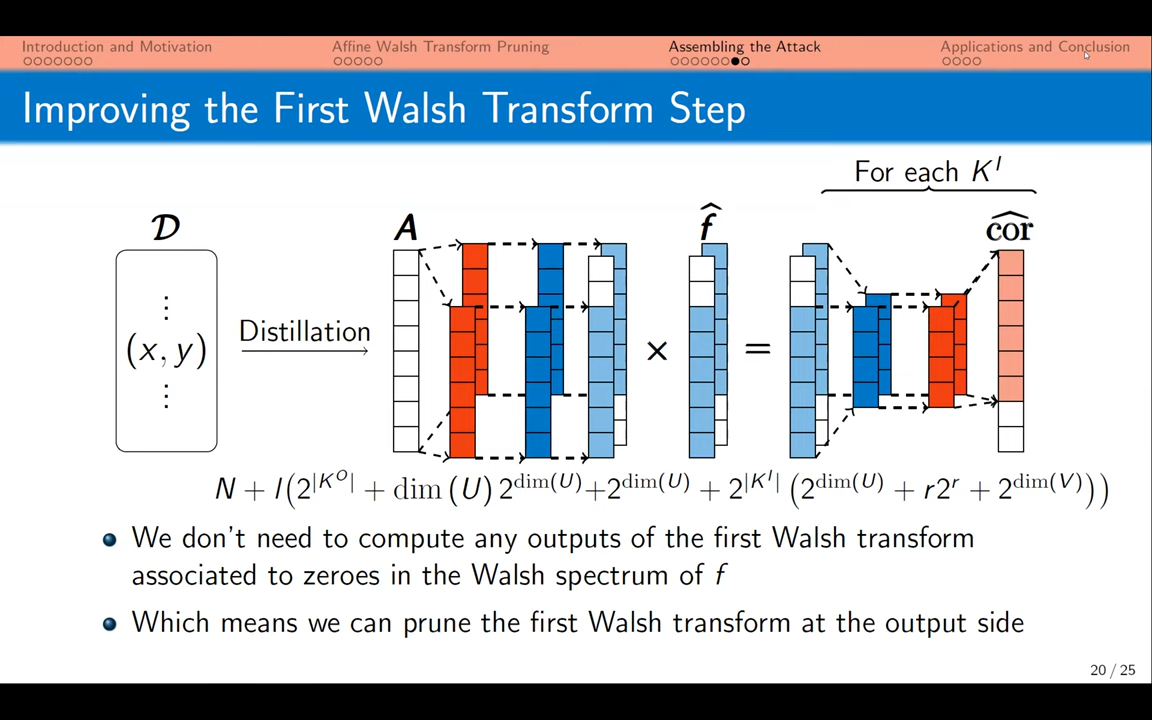 Introduction and Motivation
Affine Walsh Transform Pruning
Assembling the Attack
Applications and Conclusion
Improving the First Walsh Transform Step
For each K^I
𝒟
A
f̂
côr
⋮
(x, y)
⋮
Distillation
×
=
N + l(2^{|K^O|} + dim (U) 2^{dim(U)} + 2^{dim(U)} + 2^{|K^I|} (2^{dim(U)} + r2^r + 2^{dim(V)}))
We don't need to compute any outputs of the first Walsh transform
associated to zeroes in the Walsh spectrum of f
Which means we can prune the first Walsh transform at the output side
20 / 25